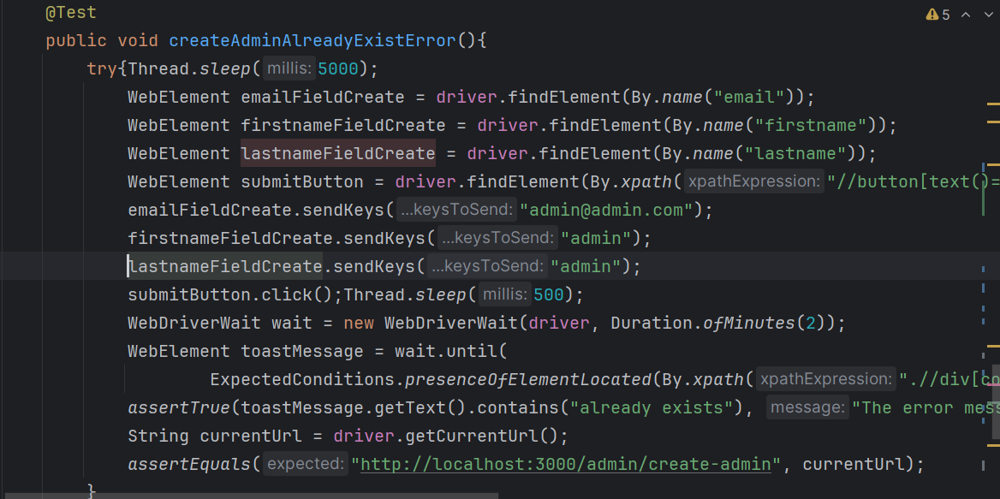 @Test
5
public void createAdminAlreadyExistError(){
try{Thread.sleep( millis: 5000);
WebElement emailFieldCreate = driver.findElement(By.name("email"));
WebElement firstnameFieldCreate = driver.findElement(By.name("firstname"));
WebElement lastnameFieldCreate = driver.findElement(By.name("lastname"));
WebElement submitButton = driver.findElement(By.xpath( xpathExpression: "//button[text()=
emailFieldCreate.sendKeys( ...keysToSend: "admin@admin.com");
firstnameFieldCreate.sendKeys( ...keysToSend: "admin");
lastnameFieldCreate.sendKeys( ...keysToSend: "admin");
submitButton.click();Thread.sleep( millis: 500);
WebDriverWait wait = new WebDriverWait(driver, Duration.ofMinutes(2));
WebElement toastMessage = wait.until(
ExpectedConditions.presenceOfElementLocated(By.xpath( xpathExpression: ".//div[co
assertTrue(toastMessage.getText().contains("already exists"), message: "The error mess
String currentUrl = driver.getCurrentUrl();
assertEquals( expected: "http://localhost:3000/admin/create-admin", currentUrl);
}